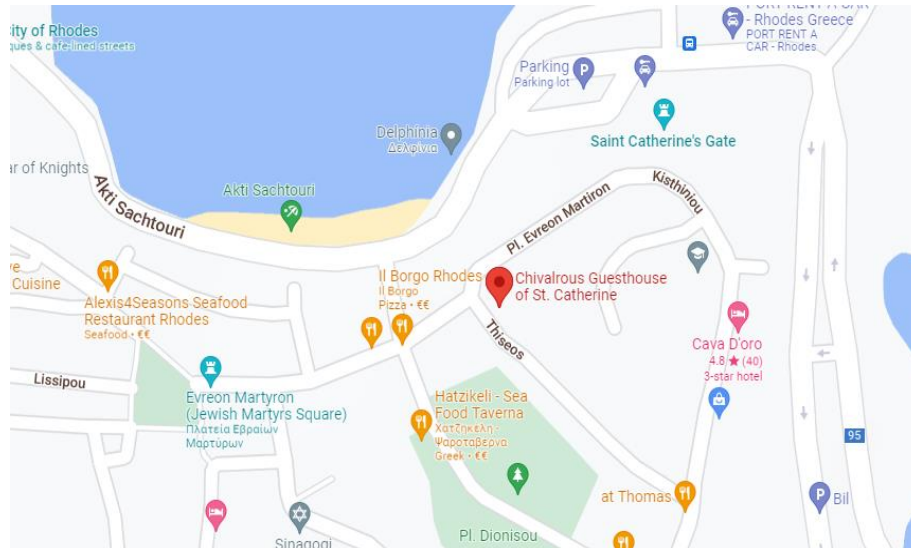 ity of Rhodes
ques & cafe-lined streets
PORT RENT A CAR
- Rhodes Greece
PORT RENT A
CAR - Rhodes
Parking
Parking lot
Saint Catherine's Gate
Delphinia
Δελφίνια
ar of Knights
Akti Sachtouri
Akti Sachtouri
Kisthiniou
Pl. Evreon Martiron
ve
Cuisine
Alexis4Seasons Seafood
Restaurant Rhodes
Seafood • €€
Il Borgo Rhodes
Il Borgo
Pizza • €€
Chivalrous Guesthouse
of St. Catherine
Thiseos
Cava D'oro
4.8 ★ (40)
3-star hotel
Lissipou
Evreon Martyron
(Jewish Martyrs Square)
Πλατεία Εβραίων
Μαρτύρων
Hatzikeli - Sea
Food Taverna
Χατζηκέλη -
Ψαροταβερνα
Greek • €€
95
at Thomas
P Bil
Pl. Dionisou
Sinagogi